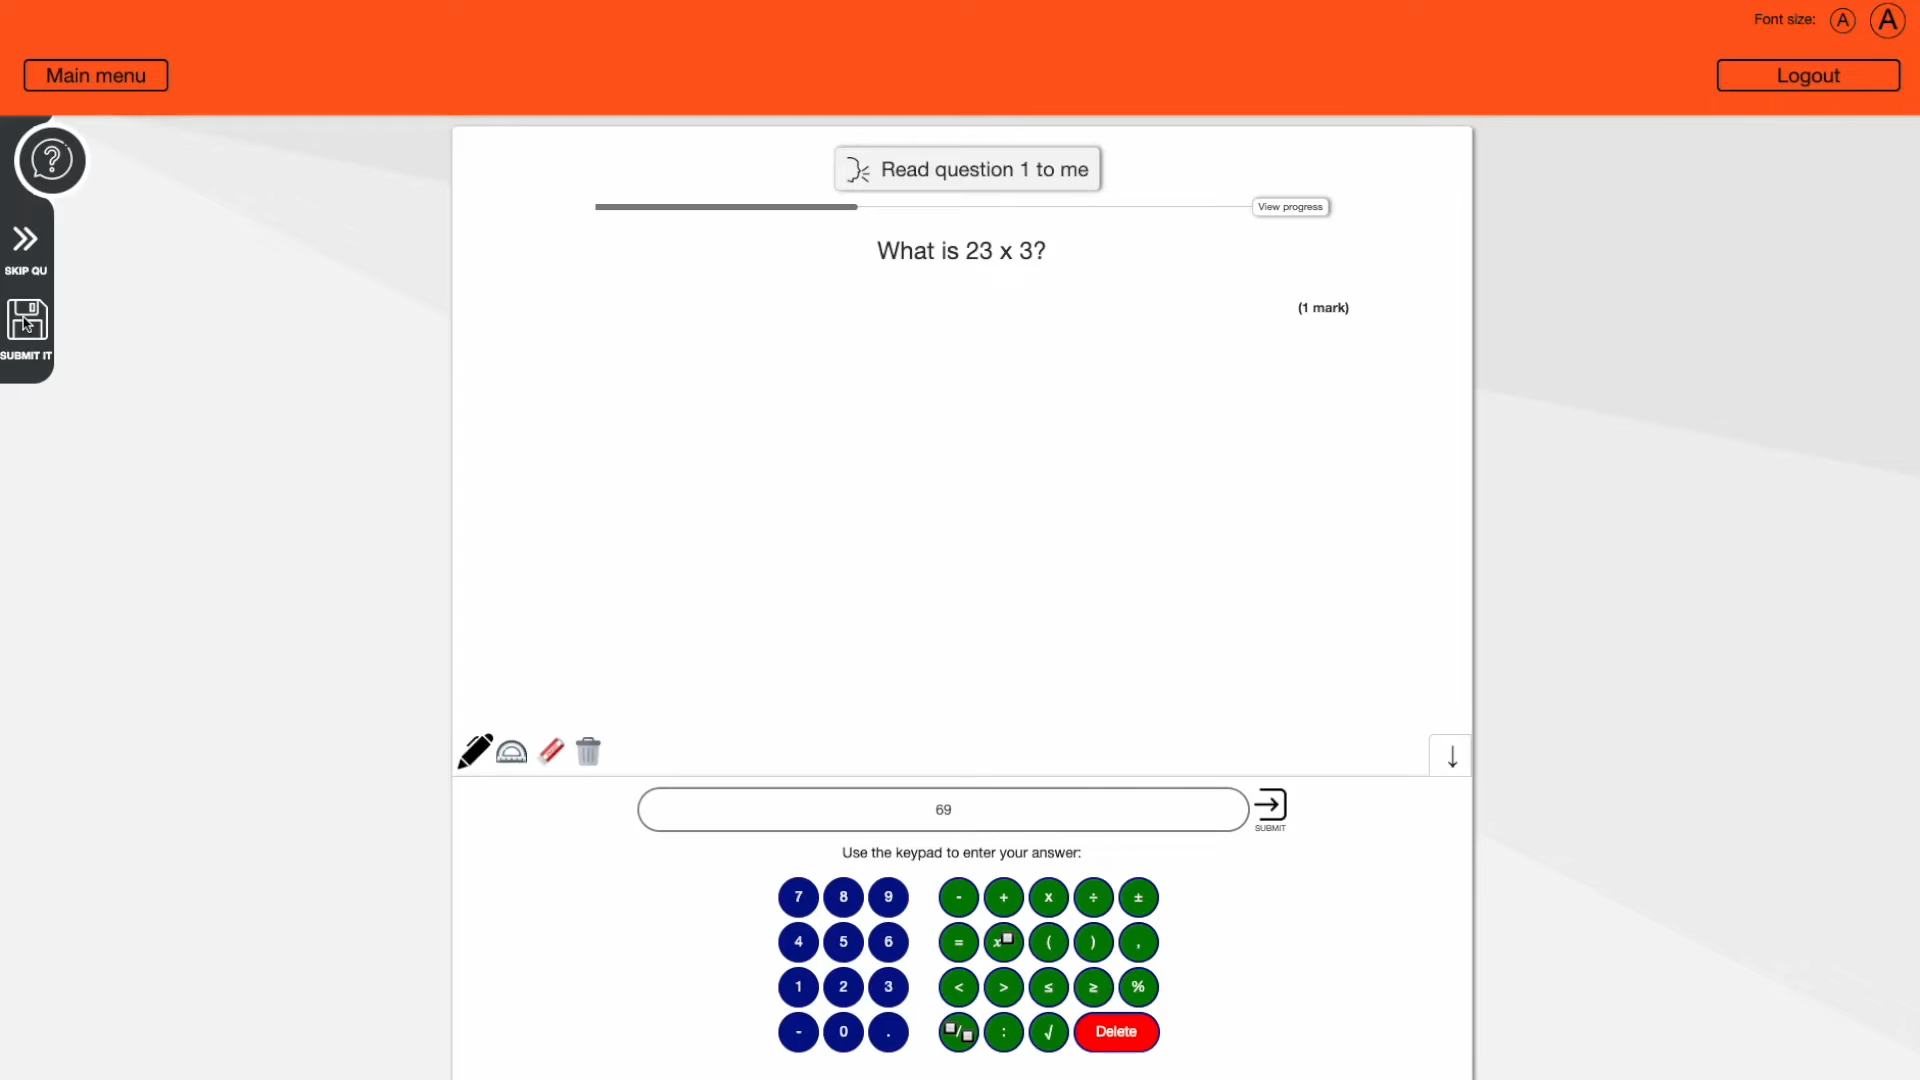 Font size: A A
Main menu
Logout
Read question 1 to me
View progress
What is 23 x 3?
(1 mark)
SKIP QU
SUBMIT IT
69
SUBMIT
Use the keypad to enter your answer:
7 8 9 - + x ÷ ±
4 5 6 = x□ ( ) ,
1 2 3 < > ≤ ≥ %
- 0 . □/□ : √ Delete